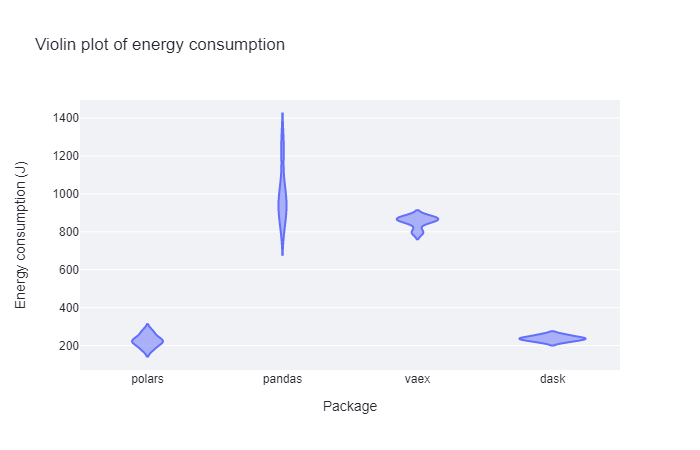 Violin plot of energy consumption
Energy consumption (J)
1400
1200
1000
800
600
400
200
polars pandas vaex dask
Package